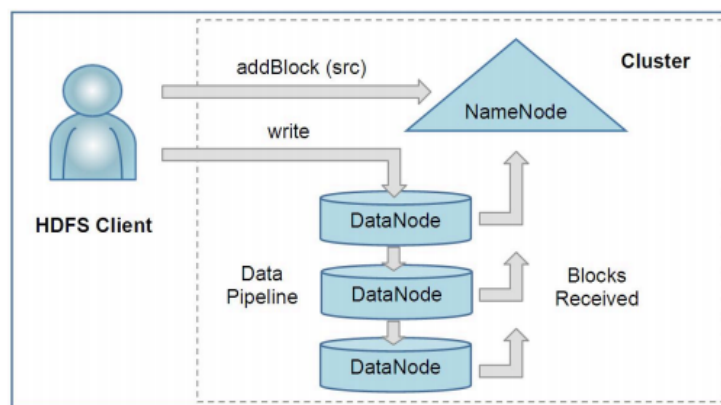 addBlock (src)
Cluster
NameNode
write
HDFS Client
DataNode
Data
Pipeline
DataNode
Blocks
Received
DataNode